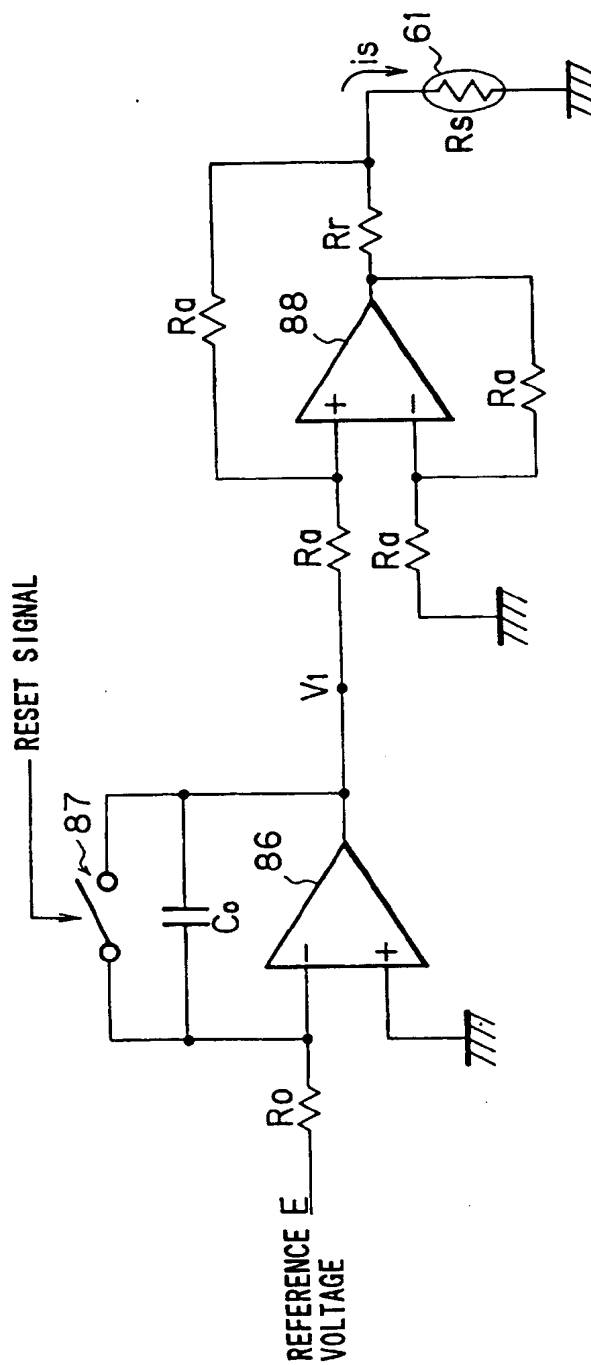 RESET SIGNAL
87
Co
86
Ro
REFERENCE E
VOLTAGE
V1
Ra
Ra
Ra
Ra
88
Rr
is
61
Rs
+
-
+
-